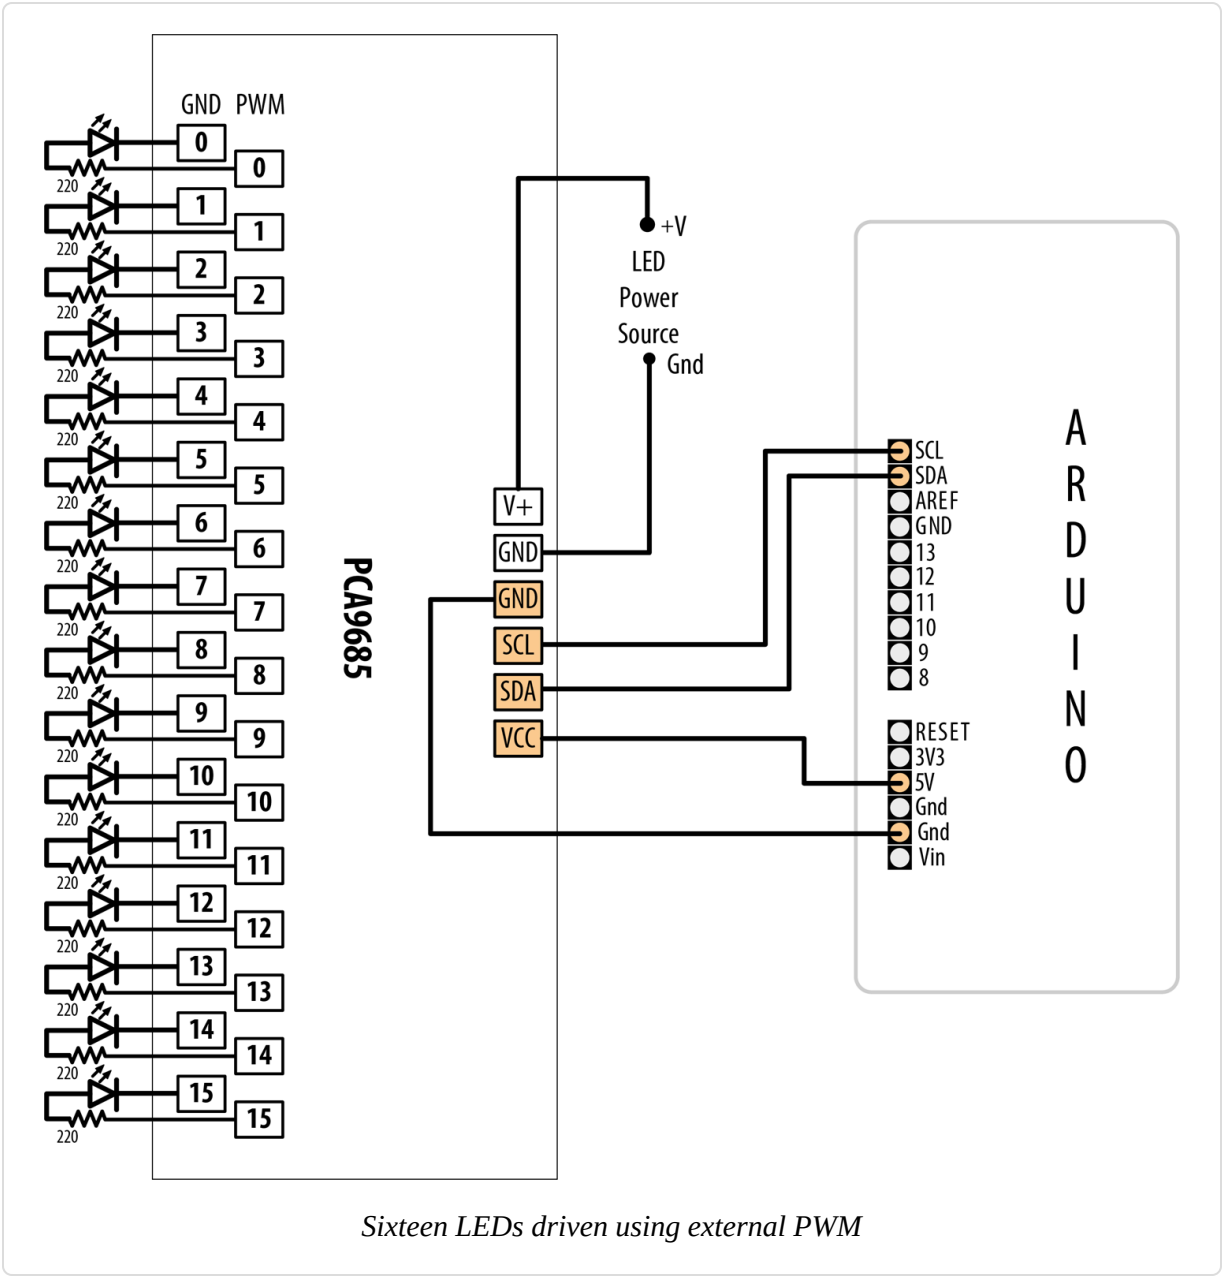 GND PWM
0
0
220
1
1
220
2
2
220
3
3
220
4
4
220
5
5
220
6
6
220
7
7
220
8
8
220
9
9
220
10
10
220
11
11
220
12
12
220
13
13
220
14
14
220
15
15
220
PCA9685
+V
LED
Power
Source
Gnd
V+
GND
GND
SCL
SDA
VCC
SCL
SDA
AREF
GND
13
12
11
10
9
8
RESET
3V3
5V
Gnd
Gnd
Vin
ARDUINO
Sixteen LEDs driven using external PWM